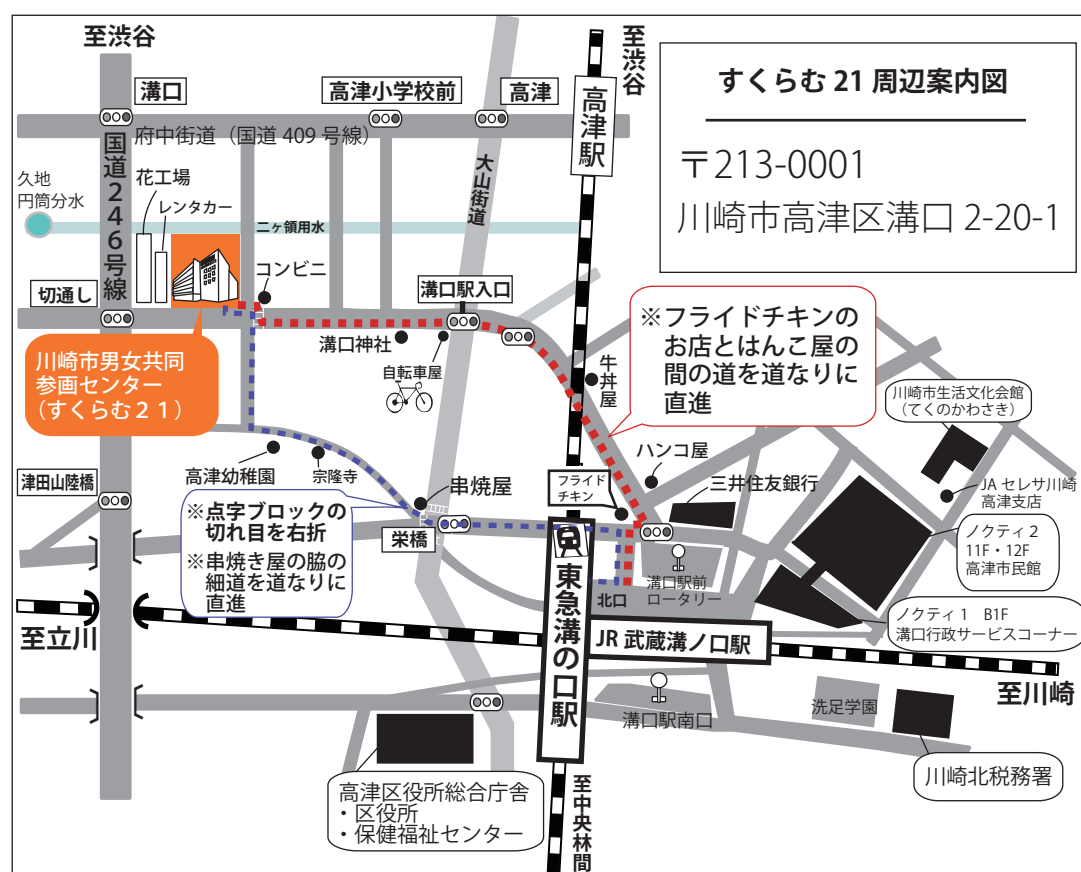 至渋谷
至渋谷
すくらむ 21 周辺案内図
〒213-0001
川崎市高津区溝口 2-20-1
溝口
高津小学校前
高津
高津駅
府中街道（国道 409 号線）
国道246号線
大山街道
久地
円筒分水
花工場
レンタカー
二ヶ領用水
コンビニ
切通し
溝口駅入口
溝口神社
自転車屋
牛丼屋
※フライドチキンの
お店とはんこ屋の
間の道を道なりに
直進
川崎市男女共同
参画センター
（すくらむ２１）
川崎市生活文化会館
（てくのかわさき）
高津幼稚園
宗隆寺
串焼屋
フライド
チキン
ハンコ屋
三井住友銀行
JA セレサ川崎
高津支店
津田山陸橋
※点字ブロックの
切れ目を右折
※串焼き屋の脇の
細道を道なりに
直進
栄橋
溝口駅前
ロータリー
ノクティ２
11F・12F
高津市民館
北口
東急溝の口駅
ノクティ１　B1F
溝口行政サービスコーナー
至立川
JR 武蔵溝ノ口駅
至川崎
溝口駅南口
洗足学園
川崎北税務署
高津区役所総合庁舎
・区役所
・保健福祉センター
至中央林間